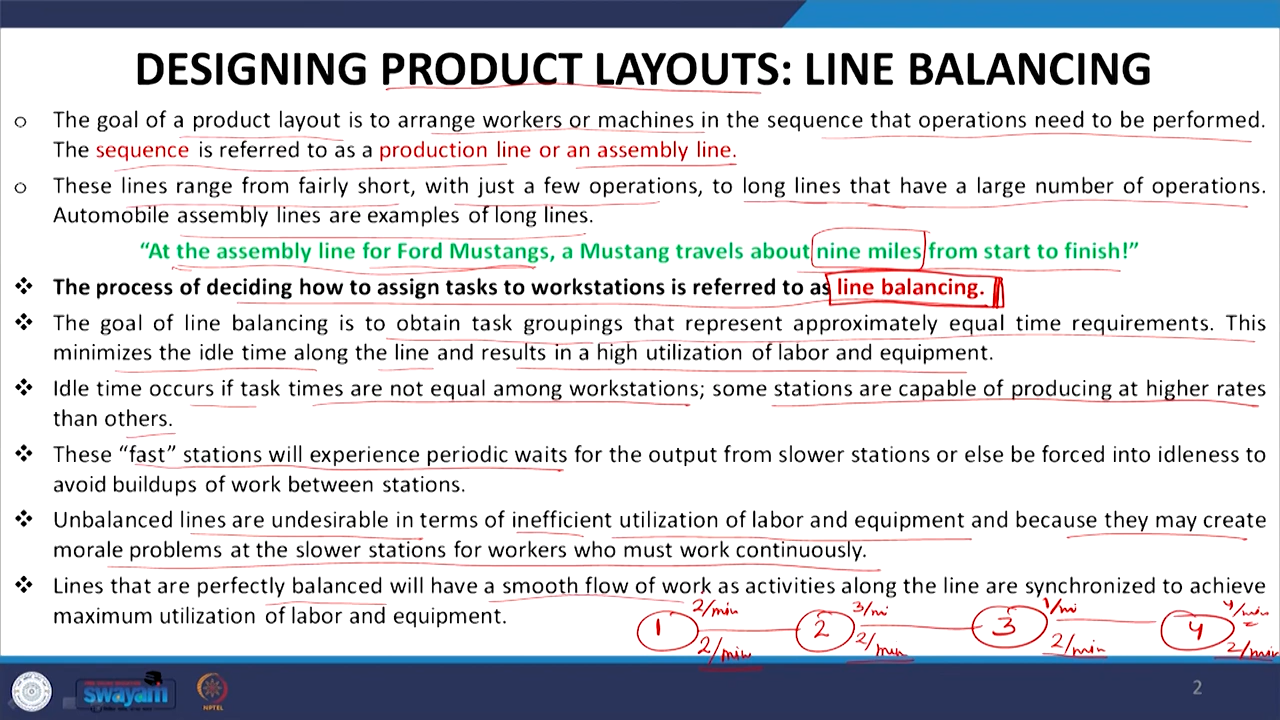 DESIGNING PRODUCT LAYOUTS: LINE BALANCING
o The goal of a product layout is to arrange workers or machines in the sequence that operations need to be performed.
The sequence is referred to as a production line or an assembly line.
o These lines range from fairly short, with just a few operations, to long lines that have a large number of operations.
Automobile assembly lines are examples of long lines.
“At the assembly line for Ford Mustangs, a Mustang travels about nine miles from start to finish!”
❖ The process of deciding how to assign tasks to workstations is referred to as line balancing.
❖ The goal of line balancing is to obtain task groupings that represent approximately equal time requirements. This
minimizes the idle time along the line and results in a high utilization of labor and equipment.
❖ Idle time occurs if task times are not equal among workstations; some stations are capable of producing at higher rates
than others.
❖ These “fast” stations will experience periodic waits for the output from slower stations or else be forced into idleness to
avoid buildups of work between stations.
❖ Unbalanced lines are undesirable in terms of inefficient utilization of labor and equipment and because they may create
morale problems at the slower stations for workers who must work continuously.
❖ Lines that are perfectly balanced will have a smooth flow of work as activities along the line are synchronized to achieve
maximum utilization of labor and equipment.
2/min 3/mi 1/mi 4/min
1 2 3 4
2/min 2/min 2/min 2/min
swayam NPTEL 2